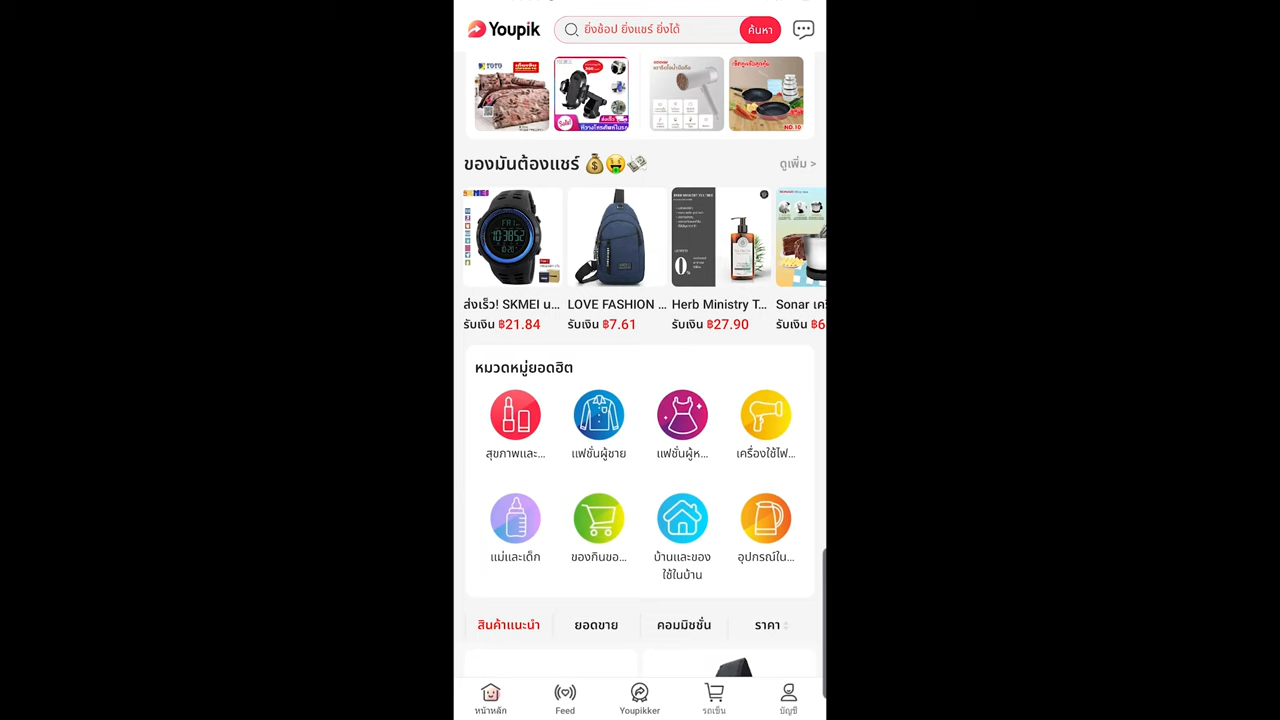 Youpik
ยิ่งช้อป ยิ่งแชร์ ยิ่งได้
ค้นหา
TOTO
NO.10
ของมันต้องแชร์
ดูเพิ่ม >
SKMEI
ส่งเร็ว! SKMEI น...
รับเงิน ฿21.84
LOVE FASHION ...
รับเงิน ฿7.61
Herb Ministry T...
รับเงิน ฿27.90
Sonar เครื
รับเงิน ฿6
หมวดหมู่ยอดฮิต
สุขภาพและ...
แฟชั่นผู้ชาย
แฟชั่นผู้ห...
เครื่องใช้ไฟ...
แม่และเด็ก
ของกินขอ...
บ้านและของ
ใช้ในบ้าน
อุปกรณ์ใน...
สินค้าแนะนำ
ยอดขาย
คอมมิชชั่น
ราคา
หน้าหลัก
Feed
Youpikker
รถเข็น
บัญชี